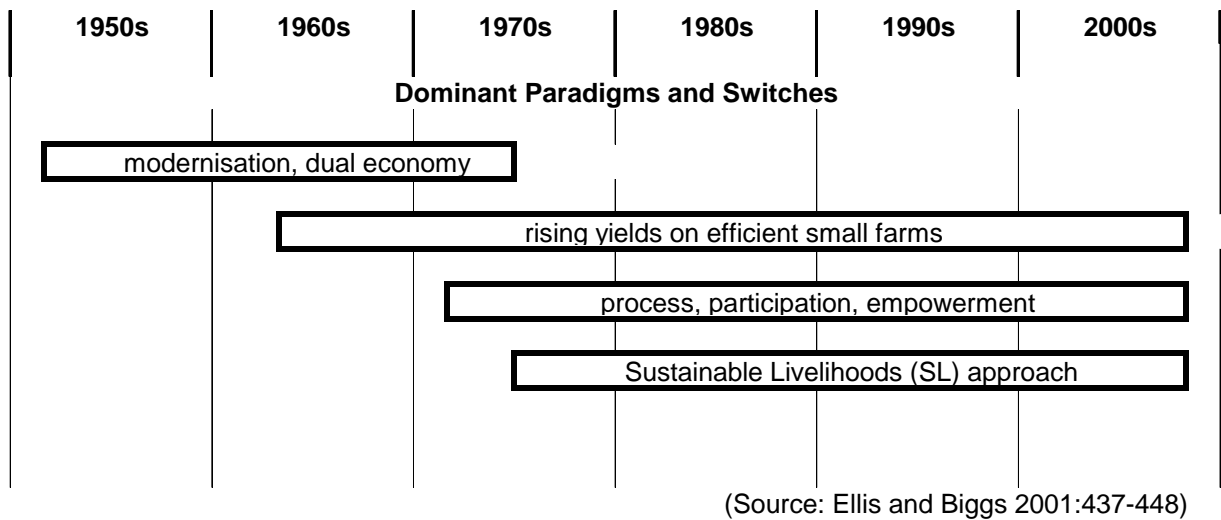 1950s 1960s 1970s 1980s 1990s 2000s
Dominant Paradigms and Switches
modernisation, dual economy
rising yields on efficient small farms
process, participation, empowerment
Sustainable Livelihoods (SL) approach
(Source: Ellis and Biggs 2001:437-448)